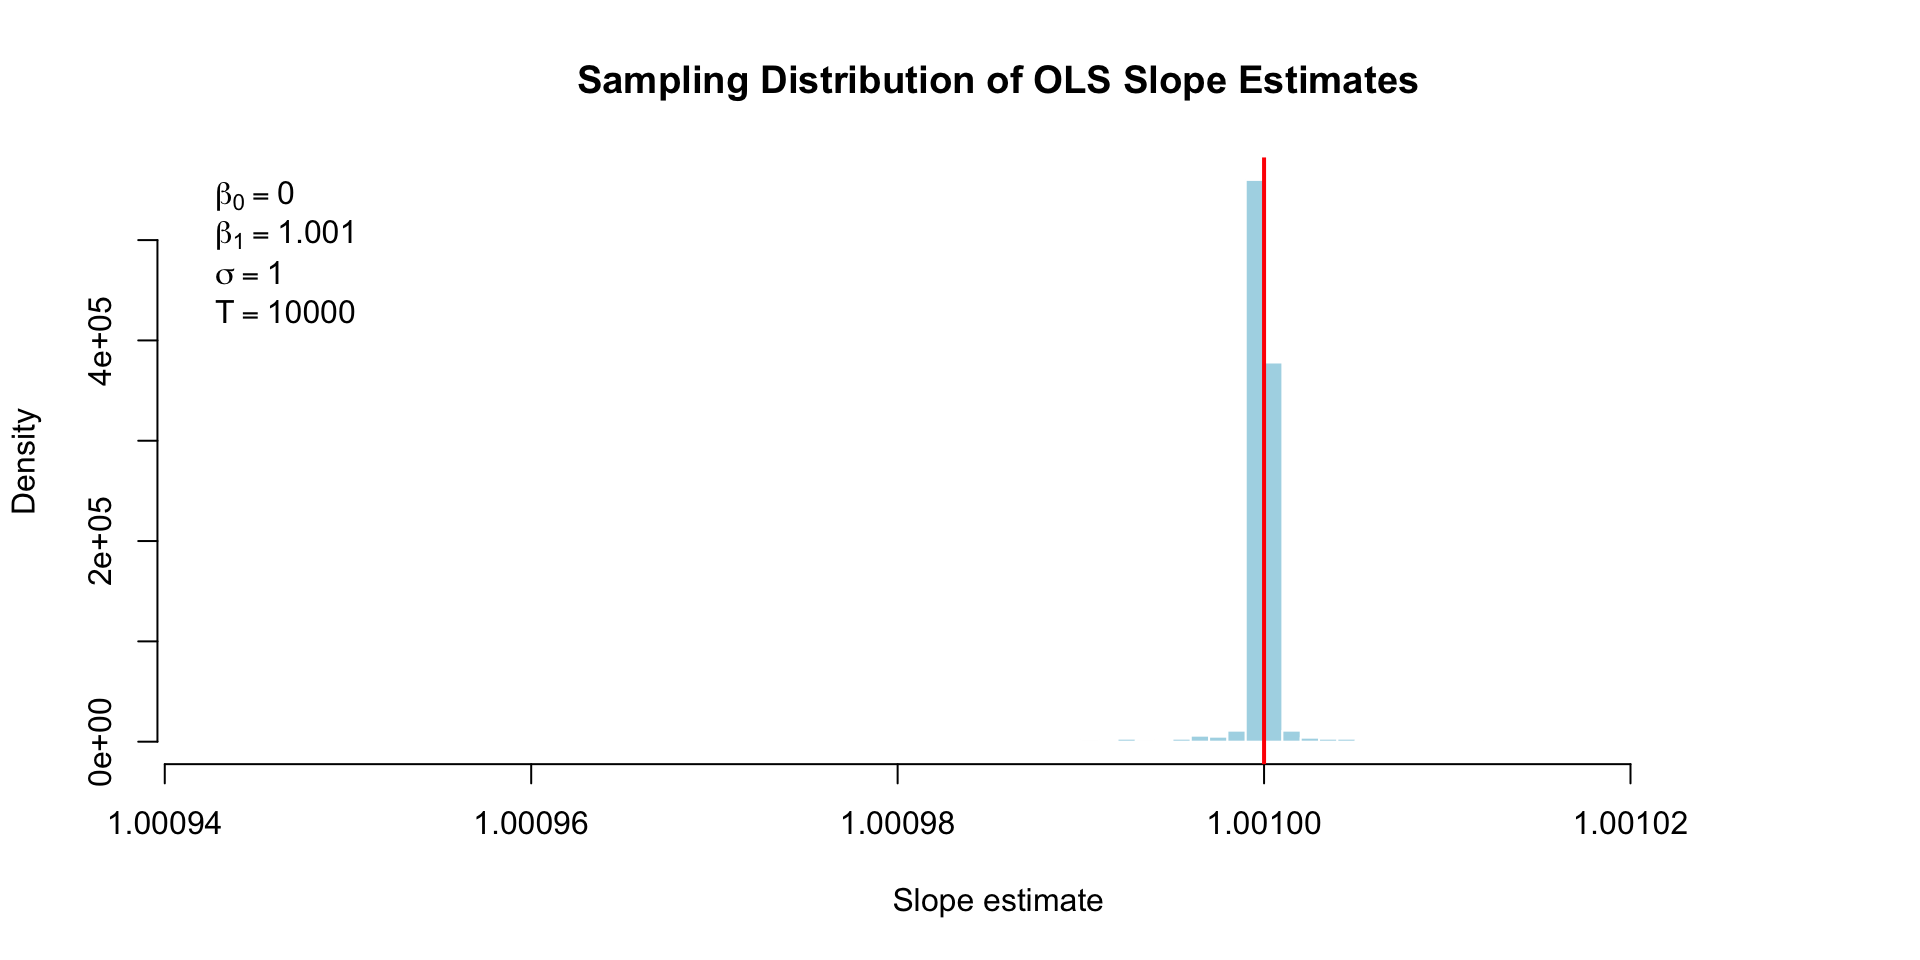 Sampling Distribution of OLS Slope Estimates
β₀ = 0
β₁ = 1.001
σ = 1
T = 10000
Density
4e+05
2e+05
0e+00
1.00094 1.00096 1.00098 1.00100 1.00102
Slope estimate